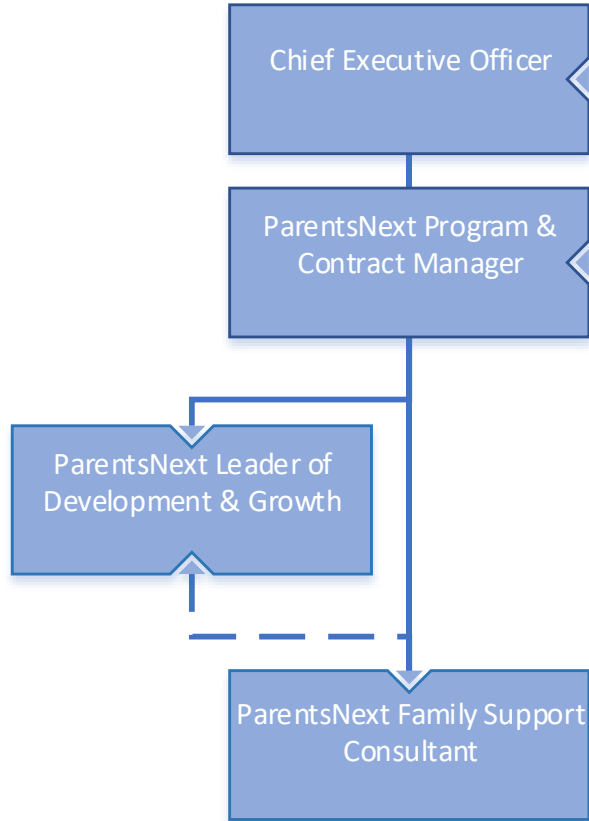 Chief Executive Officer
ParentsNext Program &
Contract Manager
ParentsNext Leader of
Development & Growth
ParentsNext Family Support
Consultant